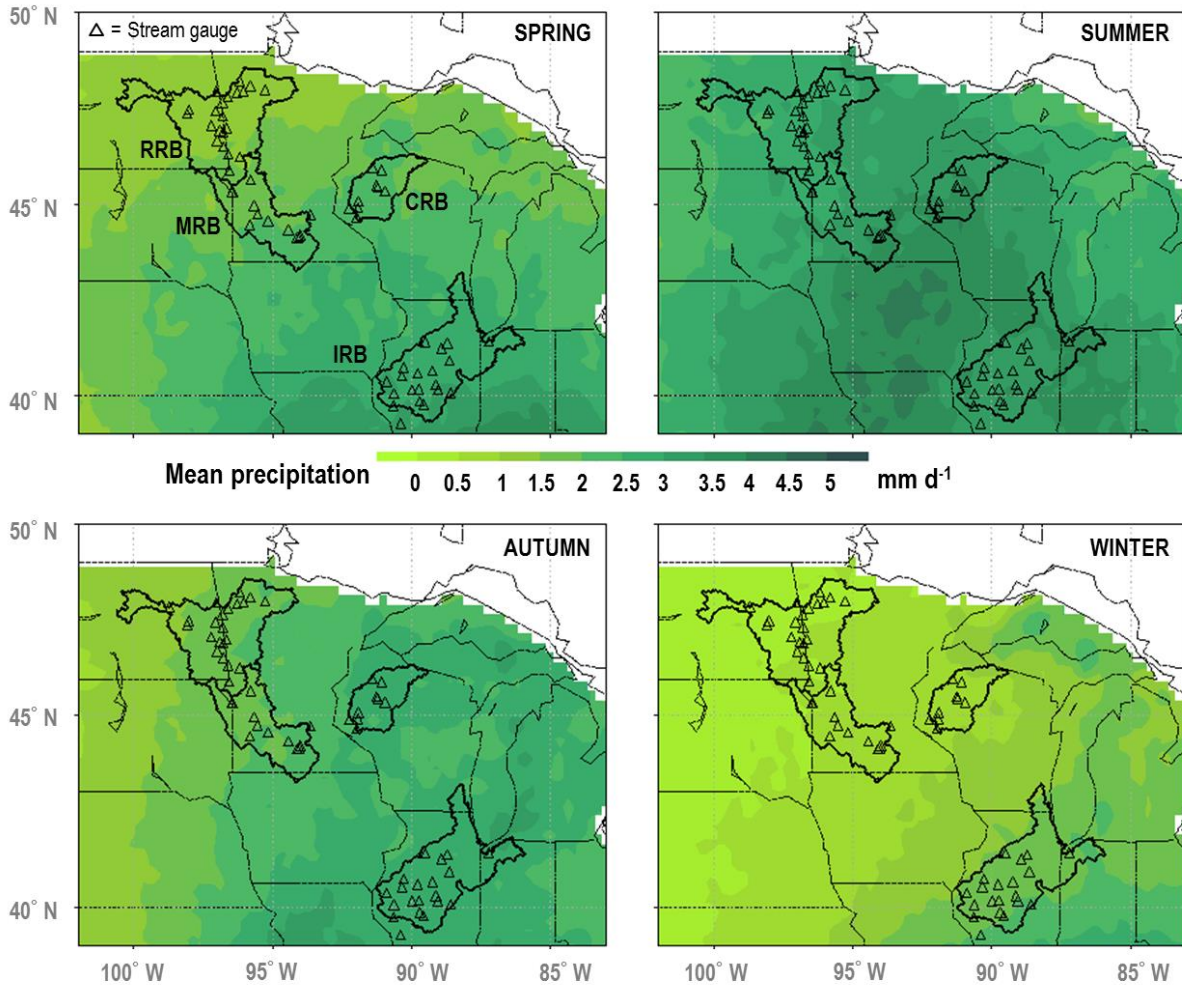 50° N
△ = Stream gauge
SPRING
SUMMER
RRB
45° N
MRB
CRB
IRB
40° N
Mean precipitation 0 0.5 1 1.5 2 2.5 3 3.5 4 4.5 5 mm d⁻¹
50° N
AUTUMN
WINTER
45° N
40° N
100° W 95° W 90° W 85° W 100° W 95° W 90° W 85° W